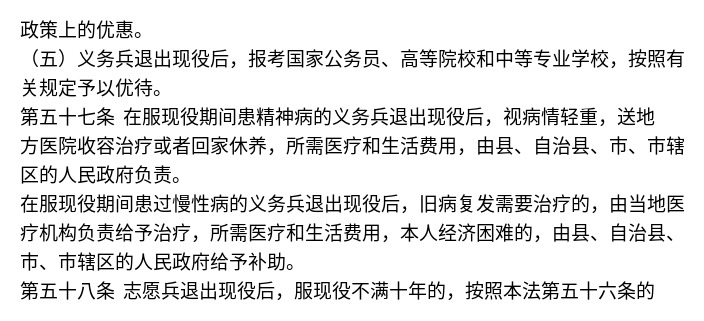 政策上的优惠。
（五）义务兵退出现役后，报考国家公务员、高等院校和中等专业学校，按照有
关规定予以优待。
第五十七条 在服现役期间患精神病的义务兵退出现役后，视病情轻重，送地
方医院收容治疗或者回家休养，所需医疗和生活费用，由县、自治县、市、市辖
区的人民政府负责。
在服现役期间患过慢性病的义务兵退出现役后，旧病复发需要治疗的，由当地医
疗机构负责给予治疗，所需医疗和生活费用，本人经济困难的，由县、自治县、
市、市辖区的人民政府给予补助。
第五十八条 志愿兵退出现役后，服现役不满十年的，按照本法第五十六条的